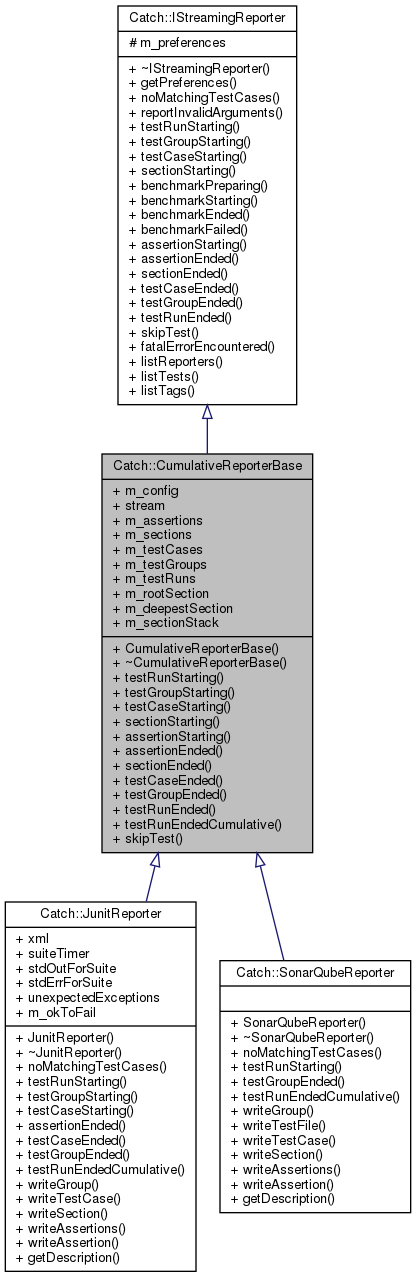 Catch::IStreamingReporter
# m_preferences
+ ~IStreamingReporter()
+ getPreferences()
+ noMatchingTestCases()
+ reportInvalidArguments()
+ testRunStarting()
+ testGroupStarting()
+ testCaseStarting()
+ sectionStarting()
+ benchmarkPreparing()
+ benchmarkStarting()
+ benchmarkEnded()
+ benchmarkFailed()
+ assertionStarting()
+ assertionEnded()
+ sectionEnded()
+ testCaseEnded()
+ testGroupEnded()
+ testRunEnded()
+ skipTest()
+ fatalErrorEncountered()
+ listReporters()
+ listTests()
+ listTags()
Catch::CumulativeReporterBase
+ m_config
+ stream
+ m_assertions
+ m_sections
+ m_testCases
+ m_testGroups
+ m_testRuns
+ m_rootSection
+ m_deepestSection
+ m_sectionStack
+ CumulativeReporterBase()
+ ~CumulativeReporterBase()
+ testRunStarting()
+ testGroupStarting()
+ testCaseStarting()
+ sectionStarting()
+ assertionStarting()
+ assertionEnded()
+ sectionEnded()
+ testCaseEnded()
+ testGroupEnded()
+ testRunEnded()
+ testRunEndedCumulative()
+ skipTest()
Catch::JunitReporter
+ xml
+ suiteTimer
+ stdOutForSuite
+ stdErrForSuite
+ unexpectedExceptions
+ m_okToFail
+ JunitReporter()
+ ~JunitReporter()
+ noMatchingTestCases()
+ testRunStarting()
+ testGroupStarting()
+ testCaseStarting()
+ assertionEnded()
+ testCaseEnded()
+ testGroupEnded()
+ testRunEndedCumulative()
+ writeGroup()
+ writeTestCase()
+ writeSection()
+ writeAssertions()
+ writeAssertion()
+ getDescription()
Catch::SonarQubeReporter
+ SonarQubeReporter()
+ ~SonarQubeReporter()
+ noMatchingTestCases()
+ testRunStarting()
+ testGroupEnded()
+ testRunEndedCumulative()
+ writeGroup()
+ writeTestFile()
+ writeTestCase()
+ writeSection()
+ writeAssertions()
+ writeAssertion()
+ getDescription()